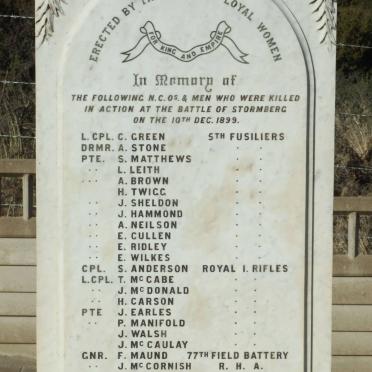 ERECTED BY THE LOYAL WOMEN
FOR KING AND EMPIRE
In Memory of
THE FOLLOWING N.C.OS. & MEN WHO WERE KILLED
IN ACTION AT THE BATTLE OF STORMBERG
ON THE 10TH DEC. 1899.
L. CPL. C. GREEN 5TH FUSILIERS
DRMR. A. STONE " "
PTE. S. MATTHEWS " "
" L. LEITH " "
" A. BROWN " "
H. TWIGG " "
" J. SHELDON " "
" J. HAMMOND " "
" A. NEILSON " "
" E. CULLEN " "
" E. RIDLEY " "
" E. WILKES " "
CPL. S. ANDERSON ROYAL I. RIFLES
L.CPL. T. McCABE " "
" J. McDONALD " "
" H. CARSON " "
PTE J. EARLES " "
" P. MANIFOLD " "
J. WALSH " "
J. McCAULAY " "
GNR. F. MAUND 77TH FIELD BATTERY
" J. McCORNISH R. H. A.